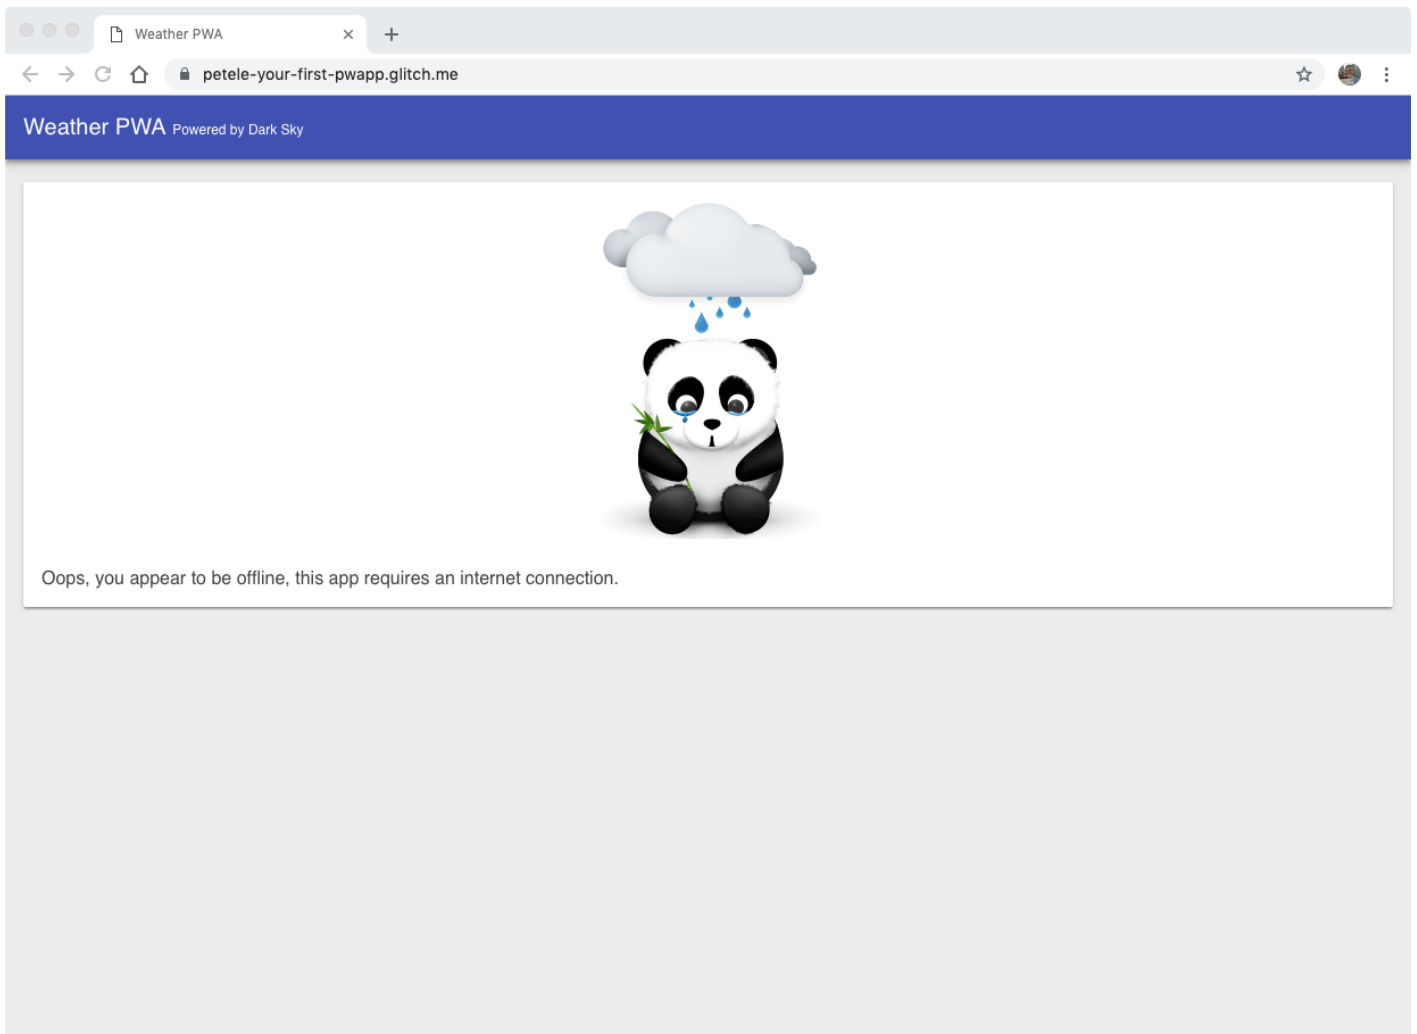 Weather PWA
petele-your-first-pwapp.glitch.me
Weather PWA Powered by Dark Sky
Oops, you appear to be offline, this app requires an internet connection.